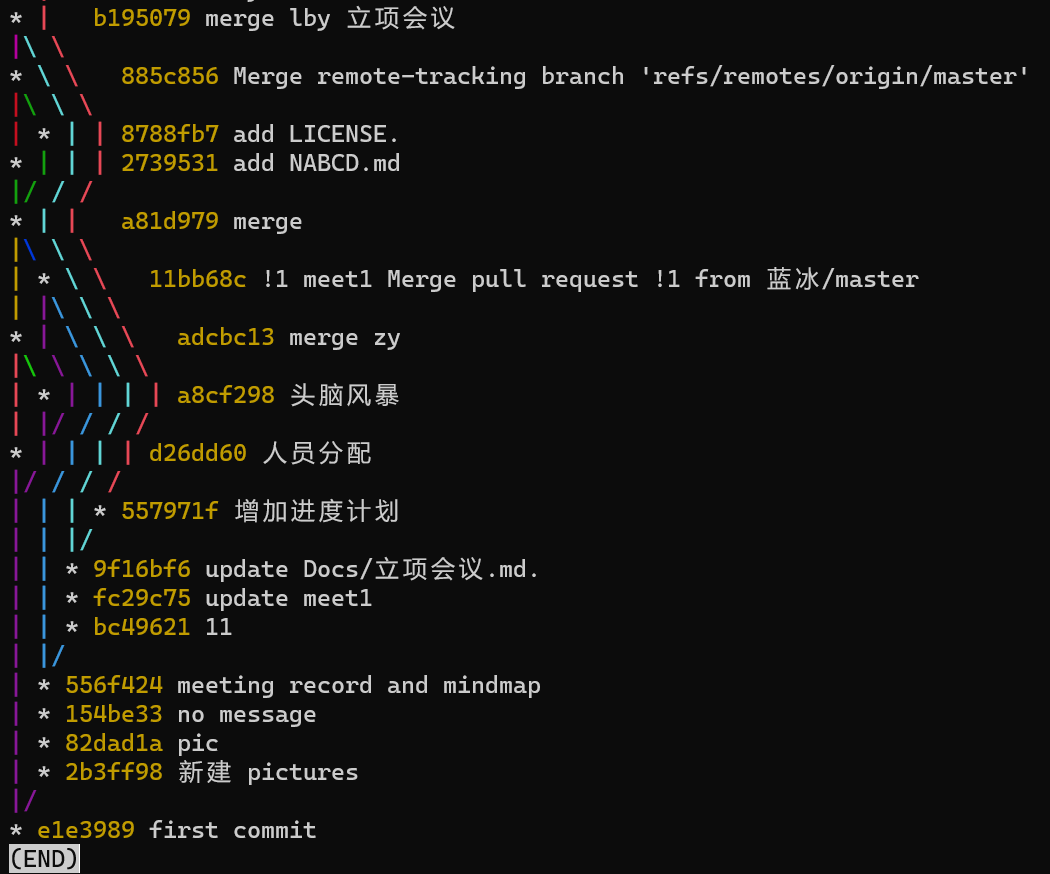 * |   b195079 merge lby 立项会议
|\ \
* \ \   885c856 Merge remote-tracking branch 'refs/remotes/origin/master'
|\ \ \
| * | | 8788fb7 add LICENSE.
* | | | 2739531 add NABCD.md
|/ / /
* | |   a81d979 merge
|\ \ \
| * \ \   11bb68c !1 meet1 Merge pull request !1 from 蓝冰/master
| |\ \ \
* | \ \ \   adcbc13 merge zy
|\ \ \ \ \
| * | | | | a8cf298 头脑风暴
| |/ / / /
* | | | | d26dd60 人员分配
|/ / / /
| | | * 557971f 增加进度计划
| | |/
| | * 9f16bf6 update Docs/立项会议.md.
| | * fc29c75 update meet1
| | * bc49621 11
| |/
| * 556f424 meeting record and mindmap
| * 154be33 no message
| * 82dad1a pic
| * 2b3ff98 新建 pictures
|/
* e1e3989 first commit
(END)